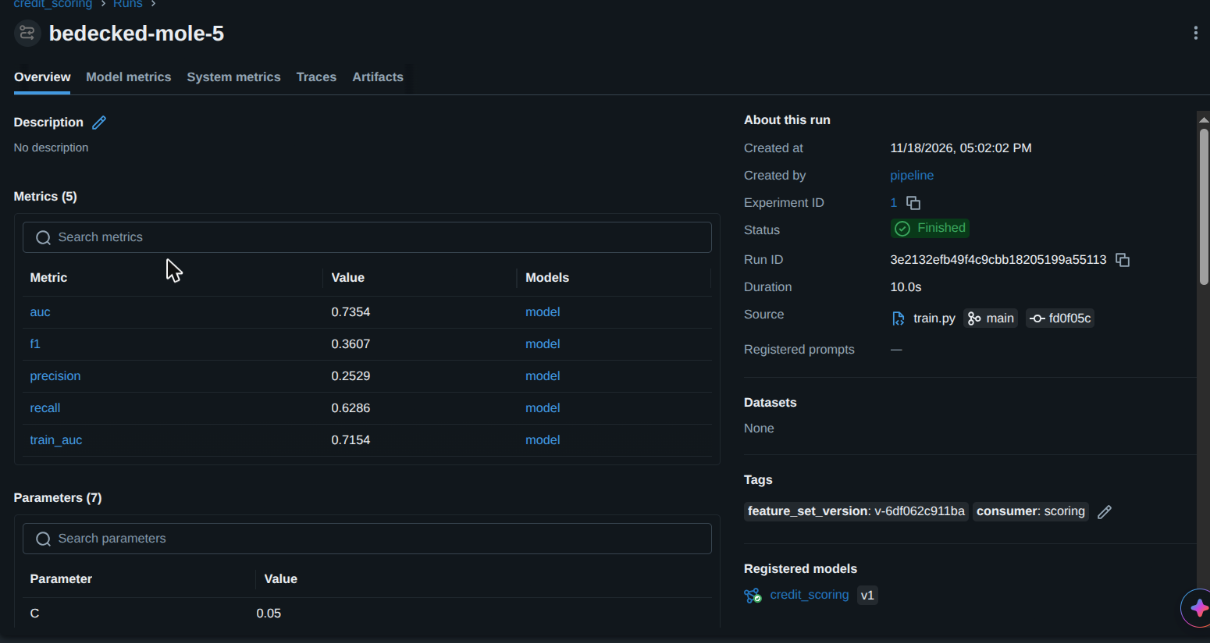 credit_scoring > Runs >
bedecked-mole-5
Overview Model metrics System metrics Traces Artifacts
Description
No description
Metrics (5)
Search metrics
Metric Value Models
auc 0.7354 model
f1 0.3607 model
precision 0.2529 model
recall 0.6286 model
train_auc 0.7154 model
Parameters (7)
Search parameters
Parameter Value
C 0.05
About this run
Created at 11/18/2026, 05:02:02 PM
Created by pipeline
Experiment ID 1
Status Finished
Run ID 3e2132efb49f4c9cbb18205199a55113
Duration 10.0s
Source train.py main fd0f05c
Registered prompts —
Datasets
None
Tags
feature_set_version: v-6df062c911ba consumer: scoring
Registered models
credit_scoring v1